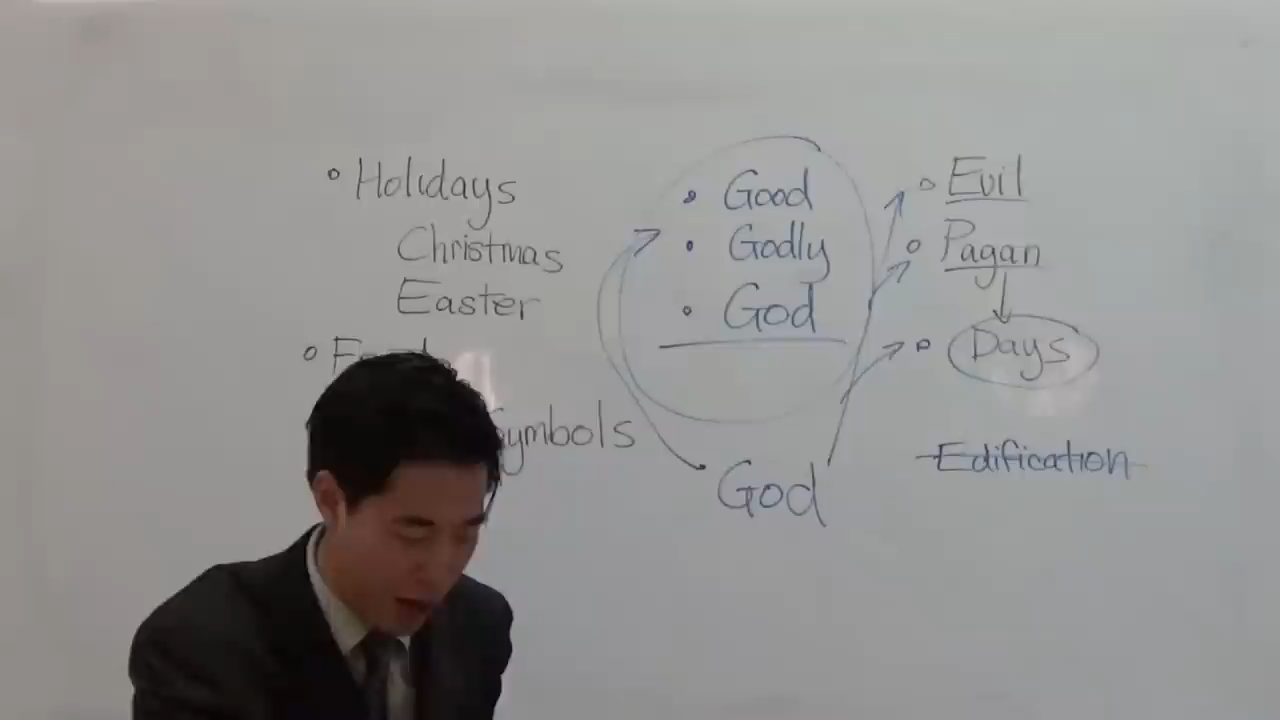 Holidays
Christmas
Easter
Symbols
Good
Godly
God
God
Evil
Pagan
Days
Edification